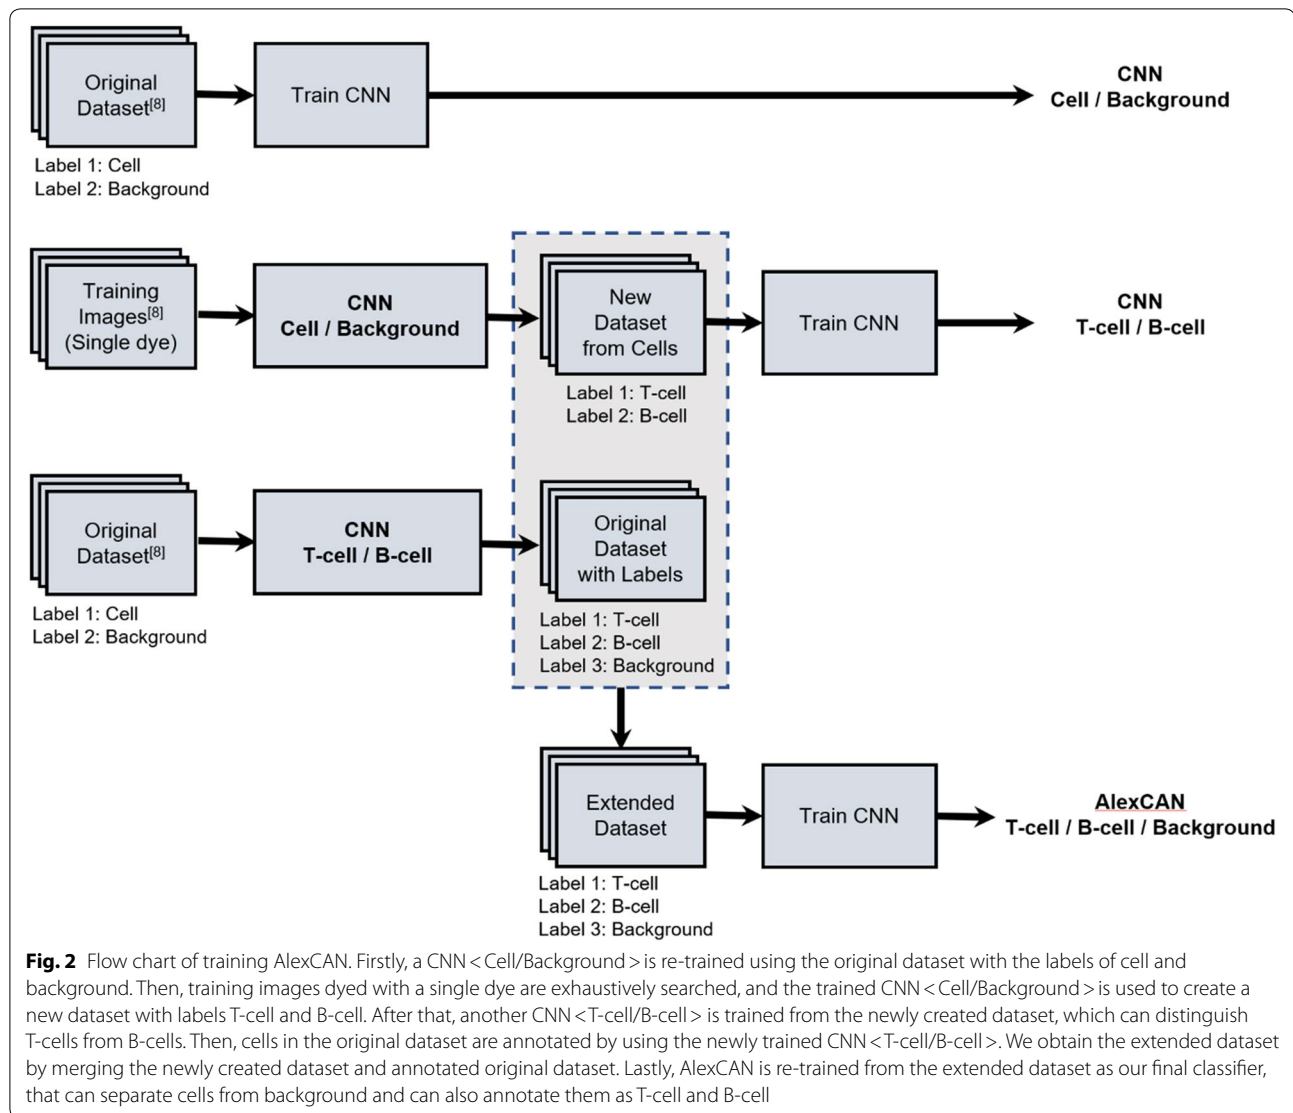 Original
Dataset[8]
Train CNN
CNN
Cell / Background
Label 1: Cell
Label 2: Background
Training
Images[8]
(Single dye)
CNN
Cell / Background
New
Dataset
from Cells
Train CNN
CNN
T-cell / B-cell
Label 1: T-cell
Label 2: B-cell
Original
Dataset[8]
CNN
T-cell / B-cell
Original
Dataset
with Labels
Label 1: Cell
Label 2: Background
Label 1: T-cell
Label 2: B-cell
Label 3: Background
Extended
Dataset
Train CNN
AlexCAN
T-cell / B-cell / Background
Label 1: T-cell
Label 2: B-cell
Label 3: Background
Fig. 2 Flow chart of training AlexCAN. Firstly, a CNN < Cell/Background > is re-trained using the original dataset with the labels of cell and
background. Then, training images dyed with a single dye are exhaustively searched, and the trained CNN < Cell/Background > is used to create a
new dataset with labels T-cell and B-cell. After that, another CNN < T-cell/B-cell > is trained from the newly created dataset, which can distinguish
T-cells from B-cells. Then, cells in the original dataset are annotated by using the newly trained CNN < T-cell/B-cell >. We obtain the extended dataset
by merging the newly created dataset and annotated original dataset. Lastly, AlexCAN is re-trained from the extended dataset as our final classifier,
that can separate cells from background and can also annotate them as T-cell and B-cell